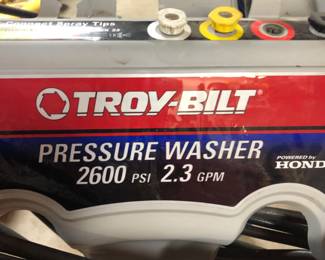 Connect Spray Tips
TROY-BILT
PRESSURE WASHER
2600 PSI 2.3 GPM
POWERED by
HOND